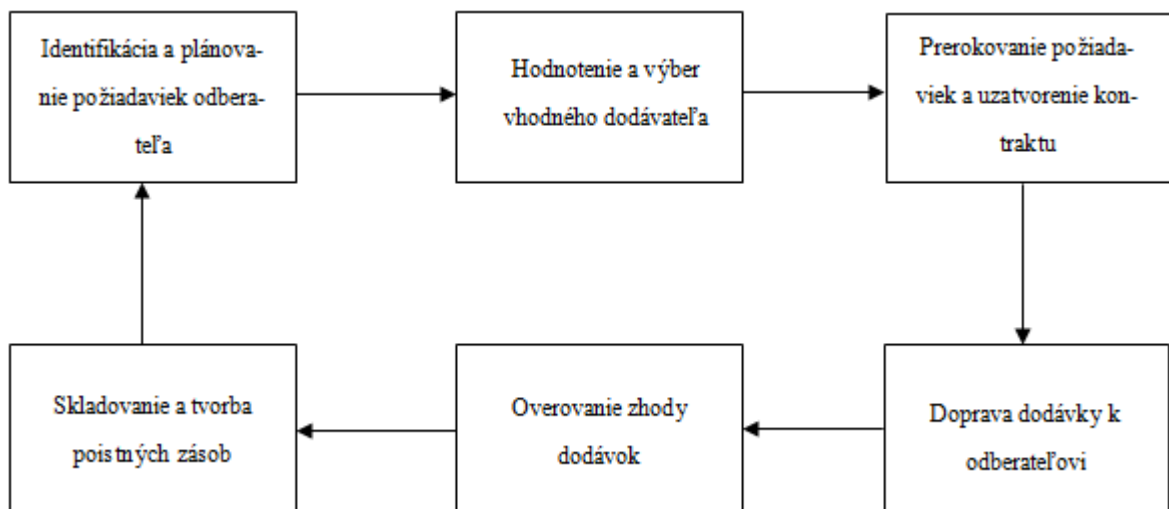 Identifikácia a plánova-
nie požiadaviek odbera-
teľa
Hodnotenie a výber
vhodného dodávateľa
Prerokovanie požiada-
viek a uzatvorenie kon-
traktu
Skladovanie a tvorba
poistných zásob
Overovanie zhody
dodávok
Doprava dodávky k
odberateľovi